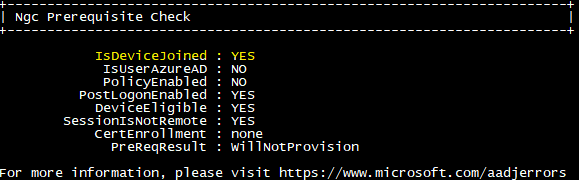 Ngc Prerequisite Check
IsDeviceJoined : YES
IsUserAzureAD : NO
PolicyEnabled : NO
PostLogonEnabled : YES
DeviceEligible : YES
SessionIsNotRemote : YES
CertEnrollment : none
PreReqResult : WillNotProvision
For more information, please visit https://www.microsoft.com/aadjerrors